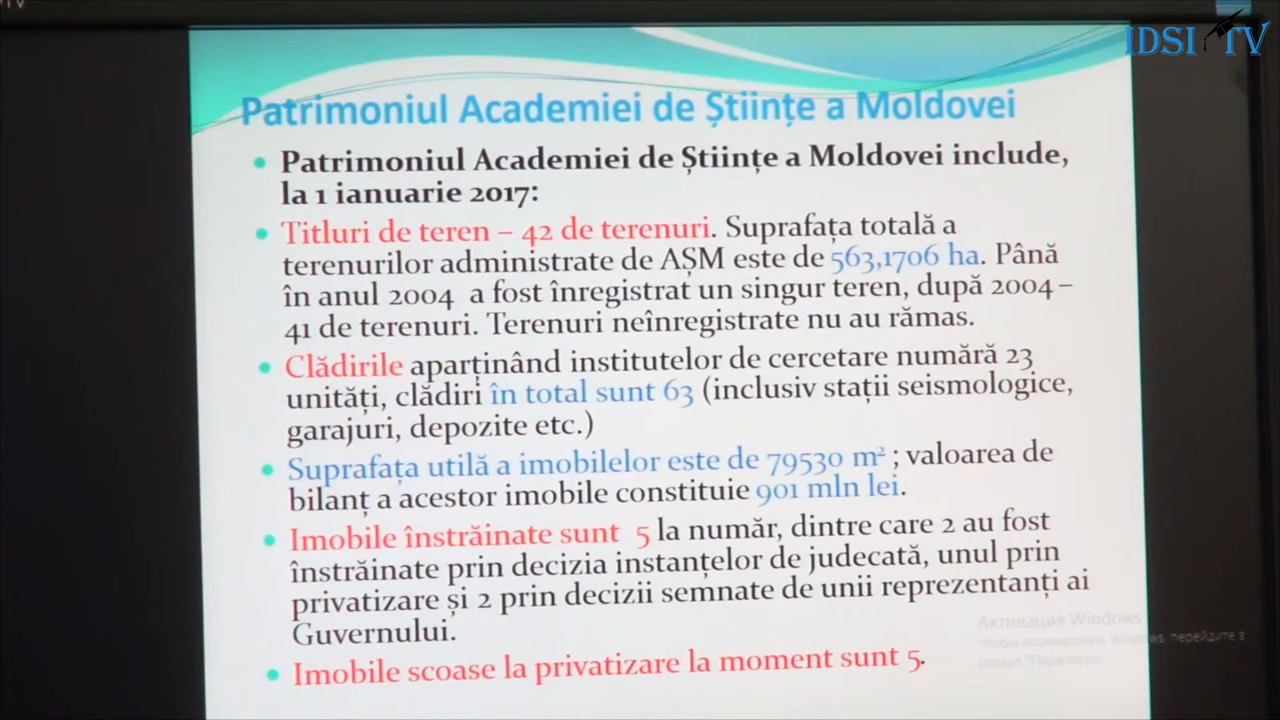 TV
IDSI TV
Patrimoniul Academiei de Științe a Moldovei
• Patrimoniul Academiei de Științe a Moldovei include,
la 1 ianuarie 2017:
• Titluri de teren – 42 de terenuri. Suprafața totală a
terenurilor administrate de AȘM este de 563,1706 ha. Până
în anul 2004 a fost înregistrat un singur teren, după 2004 –
41 de terenuri. Terenuri neînregistrate nu au rămas.
• Clădirile aparținând institutelor de cercetare numără 23
unități, clădiri în total sunt 63 (inclusiv stații seismologice,
garajuri, depozite etc.)
• Suprafața utilă a imobilelor este de 79530 m² ; valoarea de
bilanț a acestor imobile constituie 901 mln lei.
• Imobile înstrăinate sunt 5 la număr, dintre care 2 au fost
înstrăinate prin decizia instanțelor de judecată, unul prin
privatizare și 2 prin decizii semnate de unii reprezentanți ai
Guvernului.
• Imobile scoase la privatizare la moment sunt 5.
Активация Windows
Чтобы активировать Windows, перейдите в
раздел "Параметры".